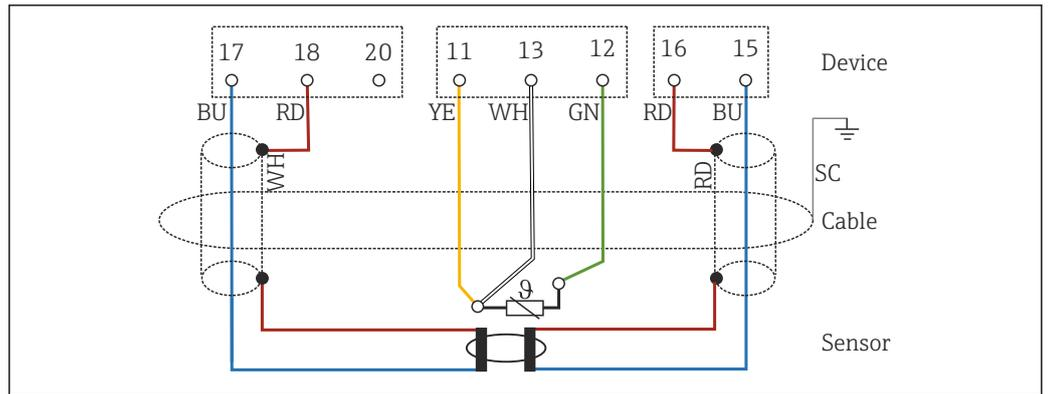 17 18 20 11 13 12 16 15
Device
BU RD YE WH GN RD BU
WH
RD
SC
Cable
ϑ
Sensor